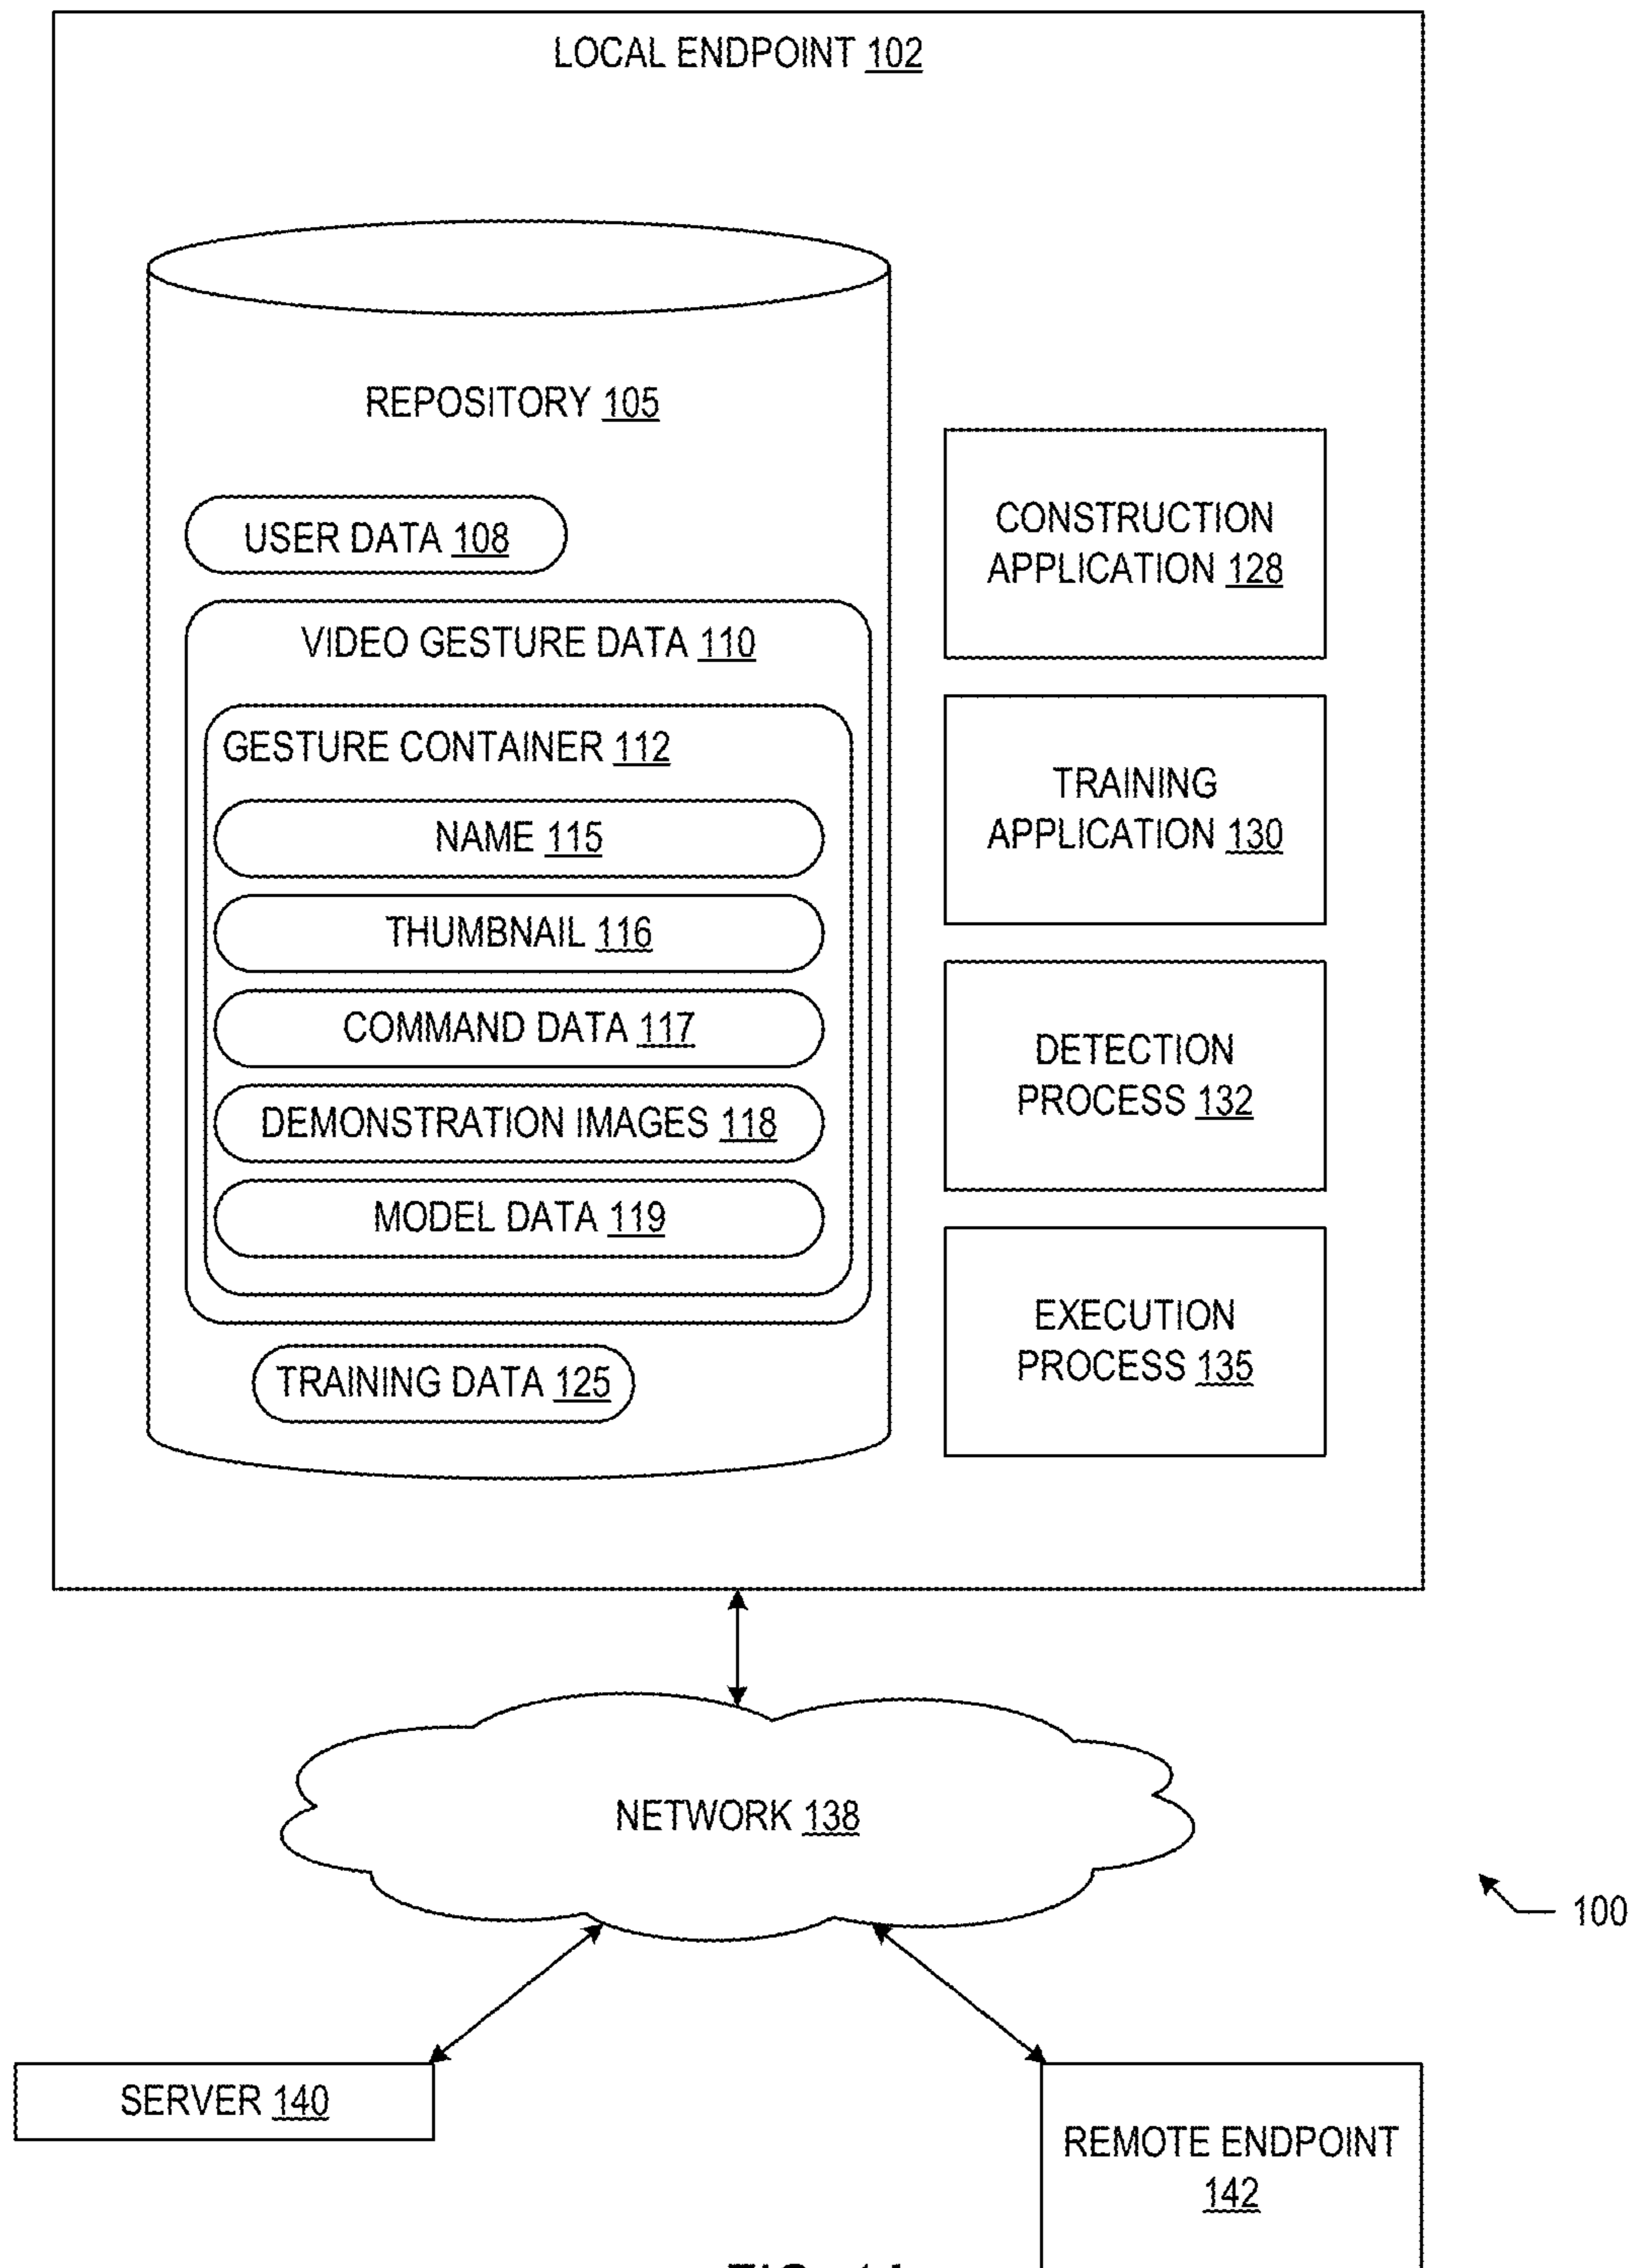 LOCAL ENDPOINT 102
REPOSITORY 105
USER DATA 108
VIDEO GESTURE DATA 110
GESTURE CONTAINER 112
NAME 115
THUMBNAIL 116
COMMAND DATA 117
DEMONSTRATION IMAGES 118
MODEL DATA 119
TRAINING DATA 125
CONSTRUCTION
APPLICATION 128
TRAINING
APPLICATION 130
DETECTION
PROCESS 132
EXECUTION
PROCESS 135
NETWORK 138
100
SERVER 140
REMOTE ENDPOINT
142